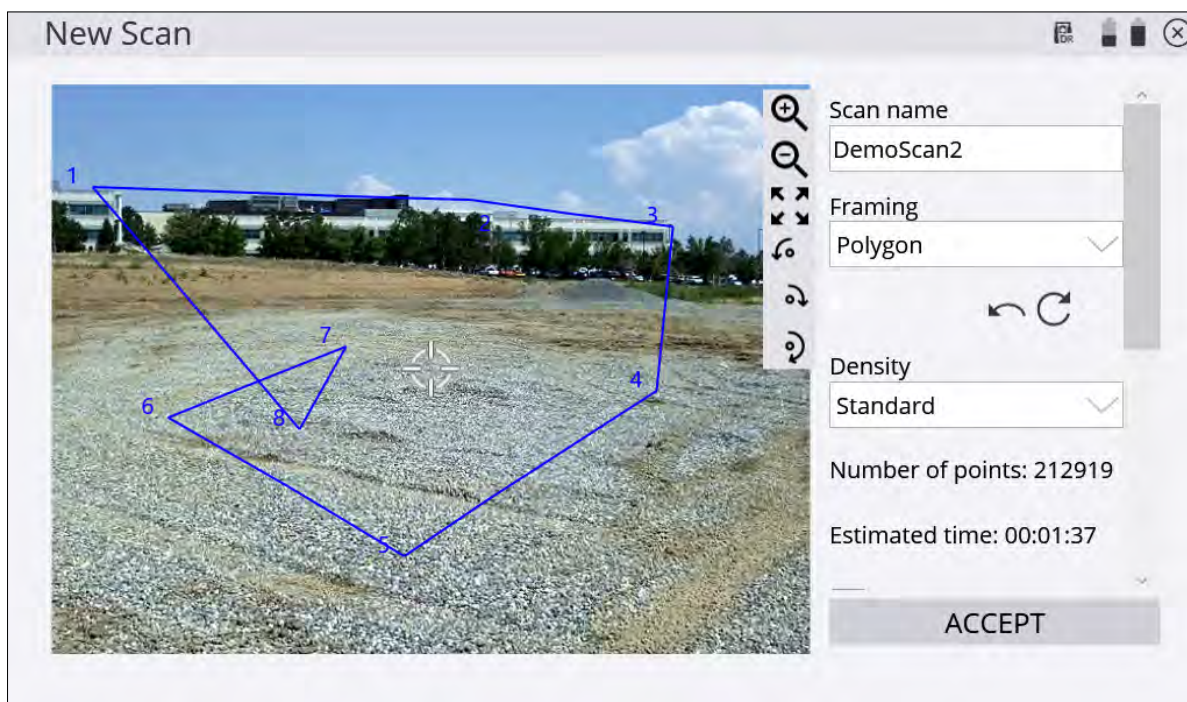 New Scan
DR
1
2
3
4
5
6
7
8
Scan name
DemoScan2
Framing
Polygon
Density
Standard
Number of points: 212919
Estimated time: 00:01:37
ACCEPT